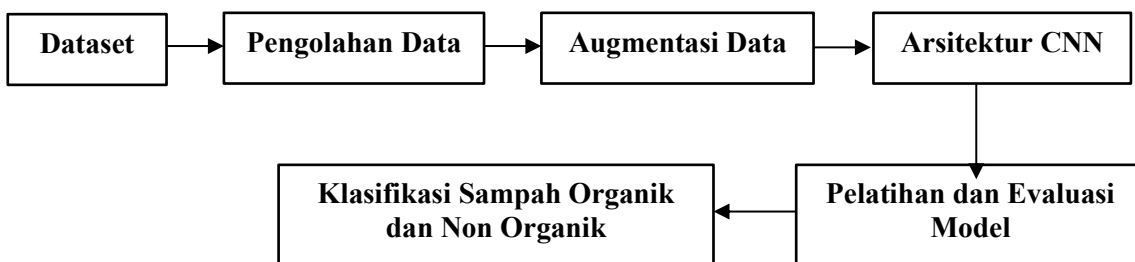 Dataset
Pengolahan Data
Augmentasi Data
Arsitektur CNN
Pelatihan dan Evaluasi
Model
Klasifikasi Sampah Organik
dan Non Organik